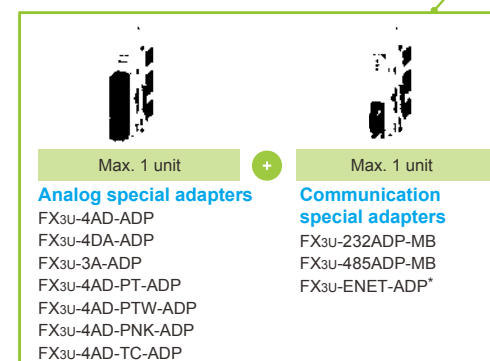 Max. 1 unit
+
Max. 1 unit
Analog special adapters
FX3U-4AD-ADP
FX3U-4DA-ADP
FX3U-3A-ADP
FX3U-4AD-PT-ADP
FX3U-4AD-PTW-ADP
FX3U-4AD-PNK-ADP
FX3U-4AD-TC-ADP
Communication
special adapters
FX3U-232ADP-MB
FX3U-485ADP-MB
FX3U-ENET-ADP*